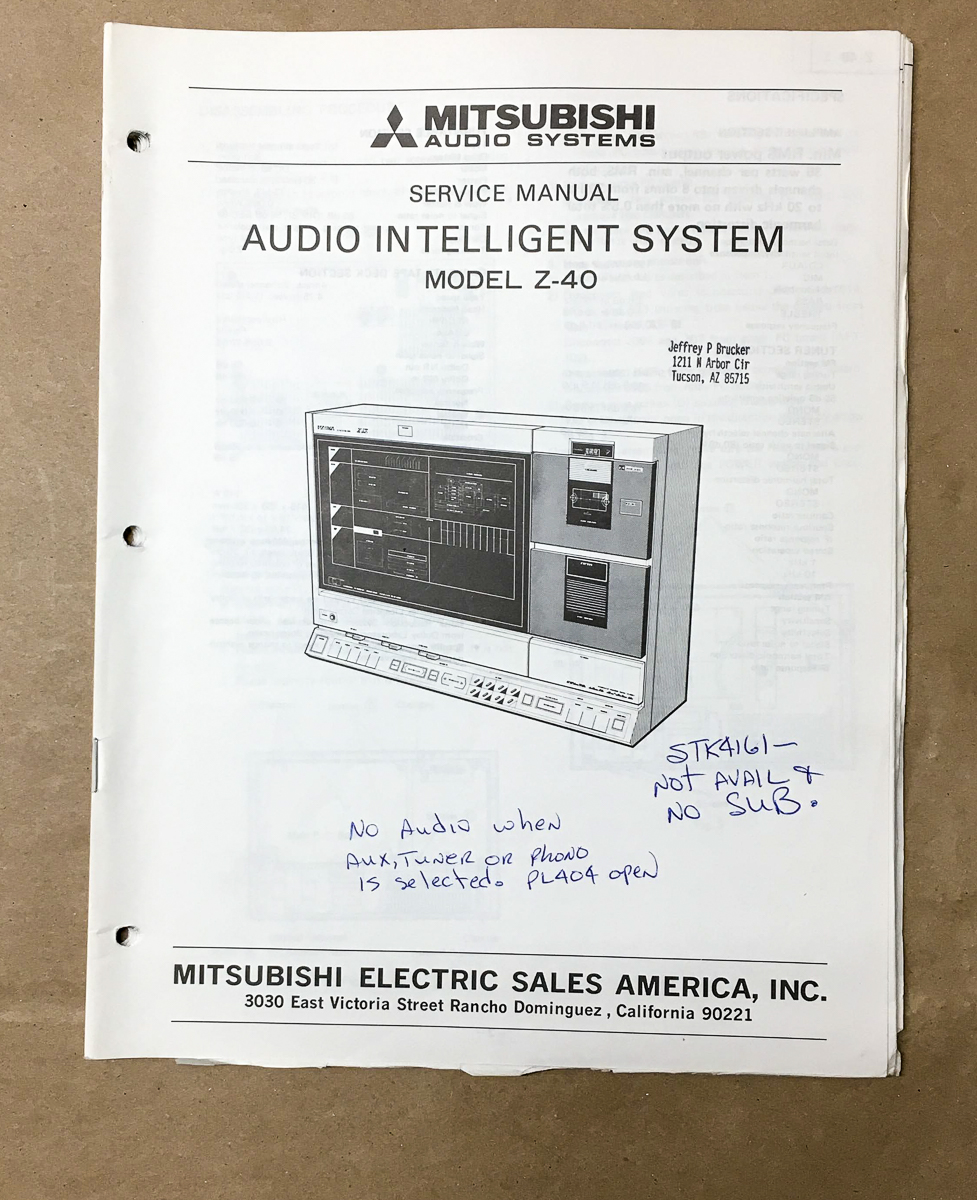 MITSUBISHI
AUDIO SYSTEMS
SERVICE MANUAL
AUDIO INTELLIGENT SYSTEM
MODEL Z-40
Jeffrey P Brucker
1211 N Arbor Cir
Tucson, AZ 85715
STK4161-
NOT AVAIL &
NO SUB.
NO Audio when
AUX, TUNER OR PHONO
IS selected. PL404 open
MITSUBISHI ELECTRIC SALES AMERICA, INC.
3030 East Victoria Street Rancho Dominguez, California 90221